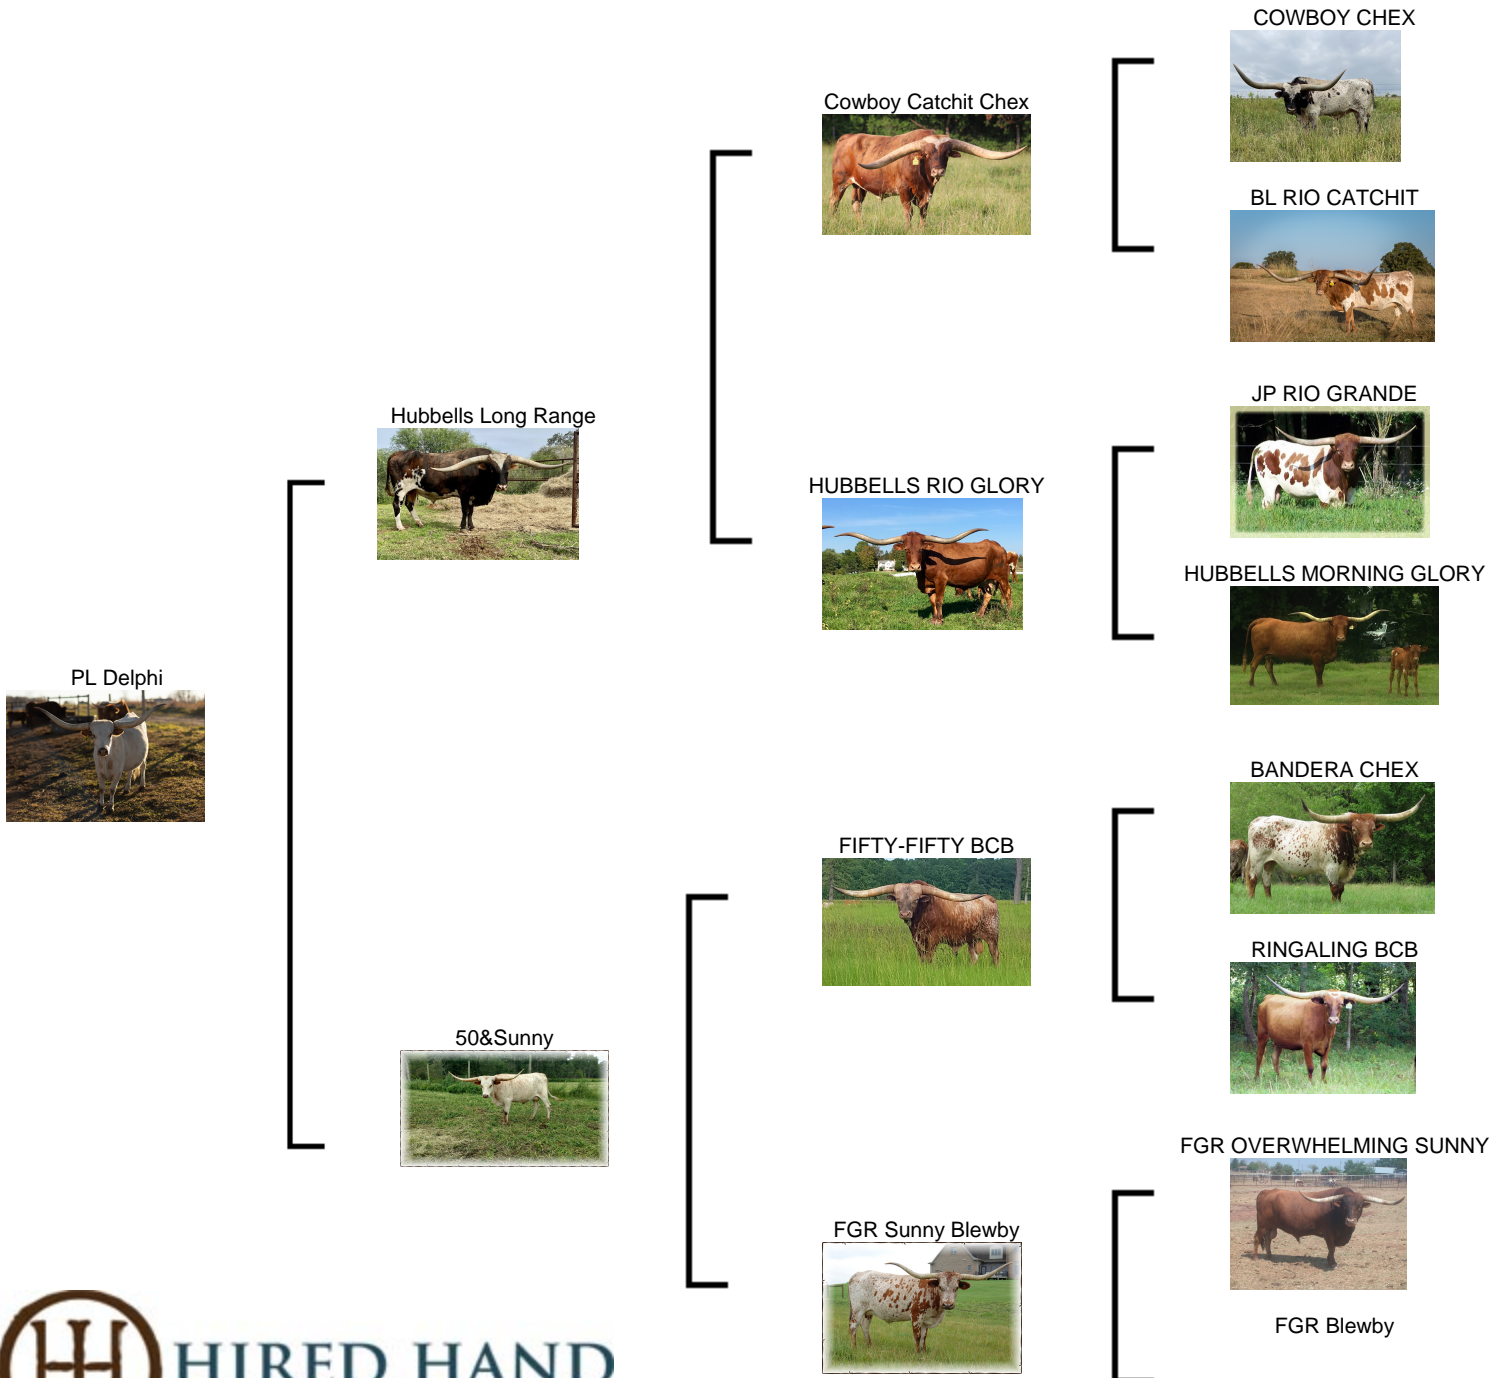 COWBOY CHEX
Cowboy Catchit Chex
BL RIO CATCHIT
JP RIO GRANDE
Hubbells Long Range
HUBBELLS RIO GLORY
HUBBELLS MORNING GLORY
PL Delphi
BANDERA CHEX
FIFTY-FIFTY BCB
RINGALING BCB
50&Sunny
FGR OVERWHELMING SUNNY
FGR Sunny Blewby
FGR Blewby
HIRED HAND